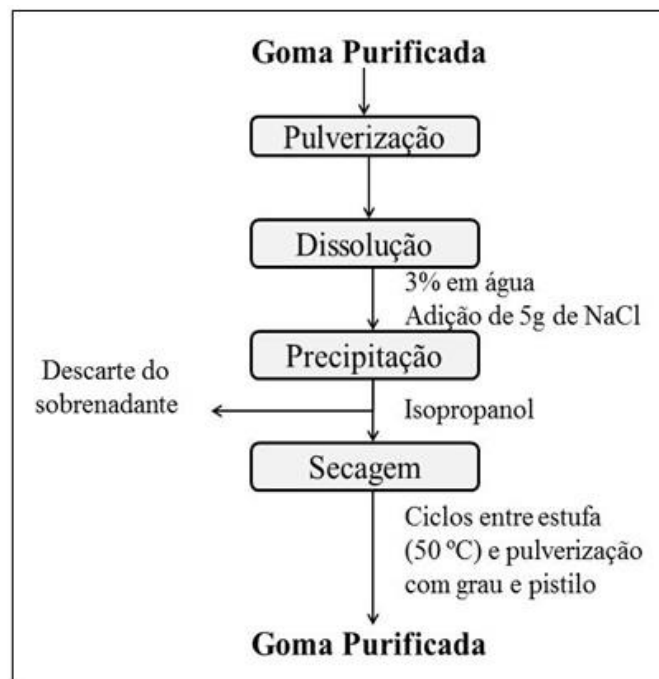 Goma Purificada
Pulverização
Dissolução
3% em água
Adição de 5g de NaCl
Precipitação
Descarte do
sobrenadante
Isopropanol
Secagem
Ciclos entre estufa
(50 ºC) e pulverização
com grau e pistilo
Goma Purificada